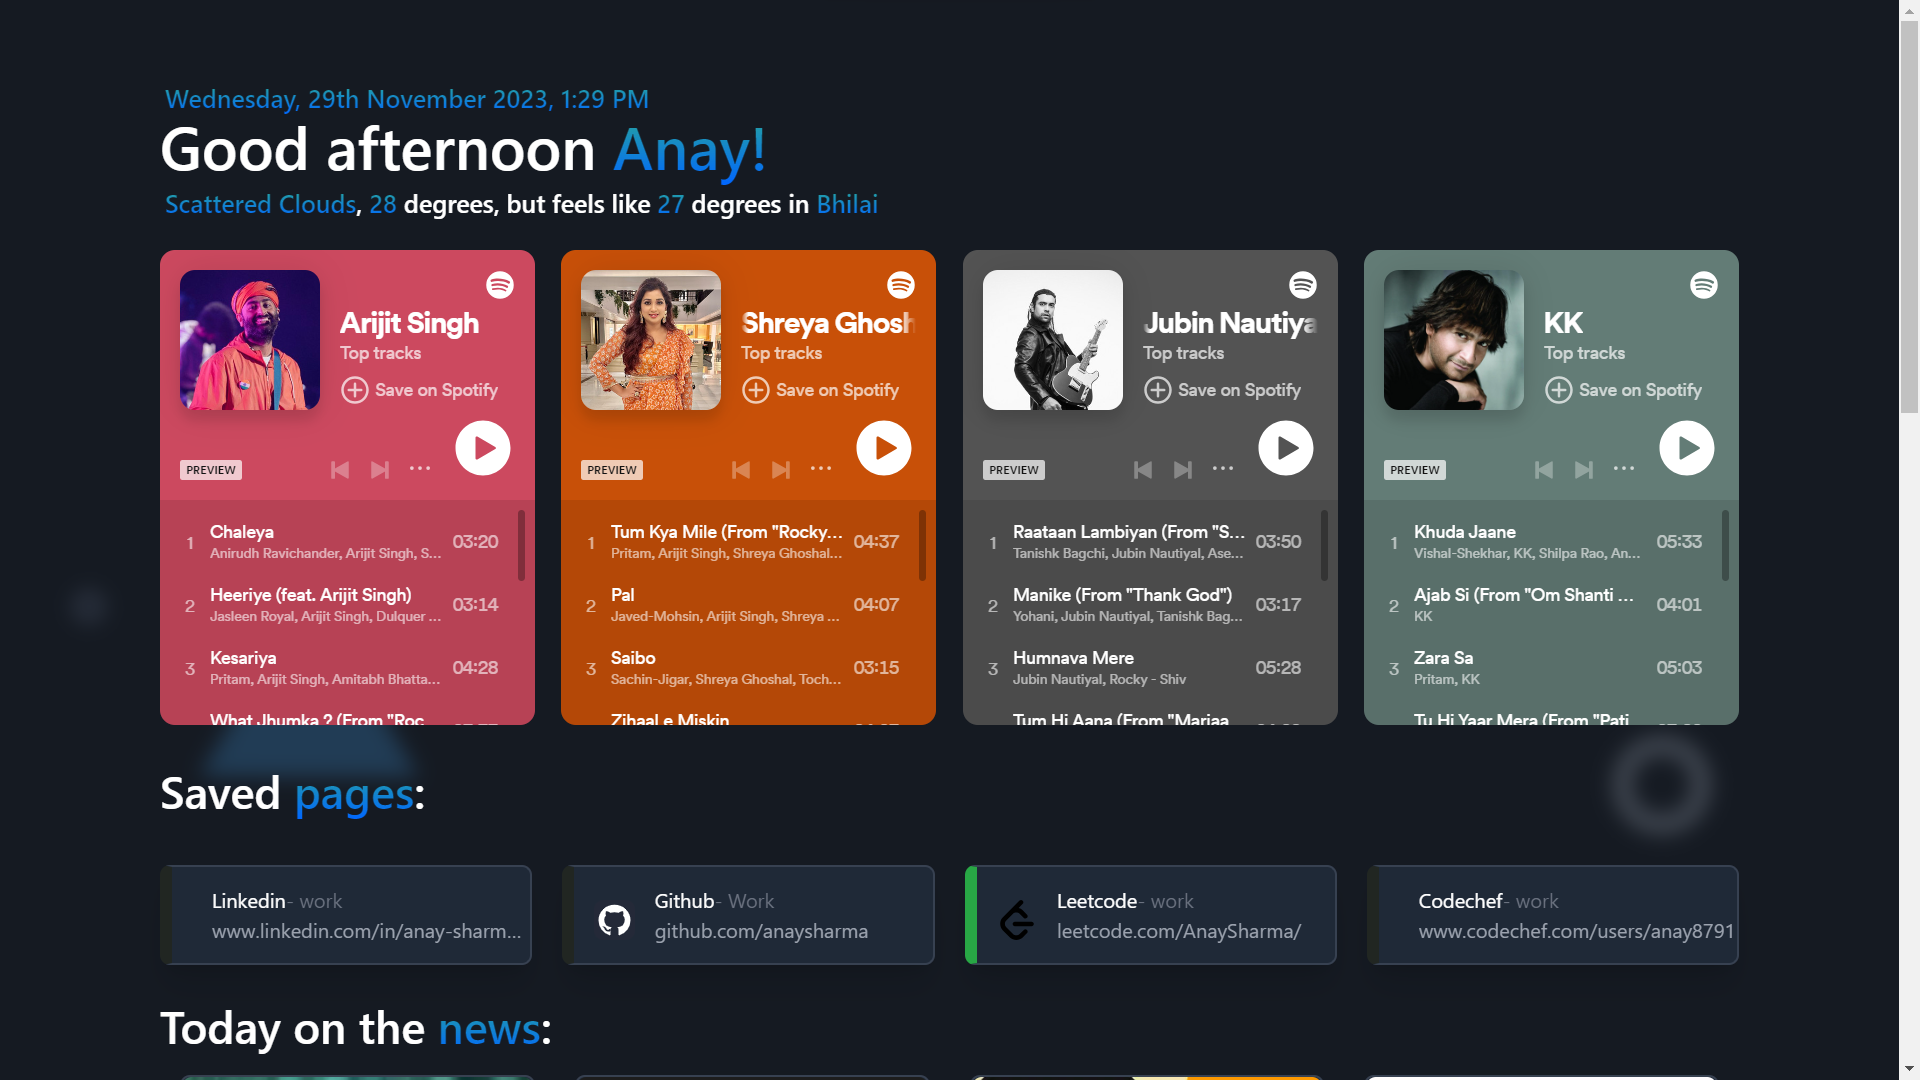 Wednesday, 29th November 2023, 1:29 PM
Good afternoon Anay!
Scattered Clouds, 28 degrees, but feels like 27 degrees in Bhilai
Arijit Singh
Top tracks
Save on Spotify
PREVIEW
1 Chaleya 03:20
Anirudh Ravichander, Arijit Singh, S...
2 Heeriye (feat. Arijit Singh) 03:14
Jasleen Royal, Arijit Singh, Dulquer ...
3 Kesariya 04:28
Pritam, Arijit Singh, Amitabh Bhatta...
What Jhumka ? (From "Roc
Shreya Ghosh
Top tracks
Save on Spotify
PREVIEW
1 Tum Kya Mile (From "Rocky... 04:37
Pritam, Arijit Singh, Shreya Ghoshal...
2 Pal 04:07
Javed-Mohsin, Arijit Singh, Shreya ...
3 Saibo 03:15
Sachin-Jigar, Shreya Ghoshal, Toch...
Zihaal e Miskin
Jubin Nautiya
Top tracks
Save on Spotify
PREVIEW
1 Raataan Lambiyan (From "S... 03:50
Tanishk Bagchi, Jubin Nautiyal, Ase...
2 Manike (From "Thank God") 03:17
Yohani, Jubin Nautiyal, Tanishk Bag...
3 Humnava Mere 05:28
Jubin Nautiyal, Rocky - Shiv
Tum Hi Aana (From "Marjaa
KK
Top tracks
Save on Spotify
PREVIEW
1 Khuda Jaane 05:33
Vishal-Shekhar, KK, Shilpa Rao, An...
2 Ajab Si (From "Om Shanti ... 04:01
KK
3 Zara Sa 05:03
Pritam, KK
Tu Hi Yaar Mera (From "Pati
Saved pages:
Linkedin- work
www.linkedin.com/in/anay-sharm...
Github- Work
github.com/anaysharma
Leetcode- work
leetcode.com/AnaySharma/
Codechef- work
www.codechef.com/users/anay8791
Today on the news: